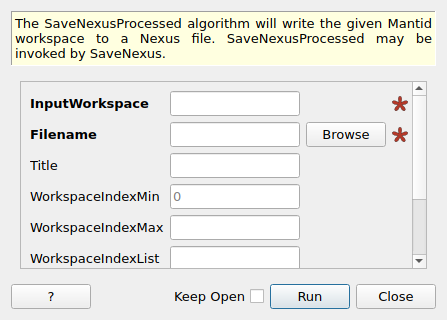 The SaveNexusProcessed algorithm will write the given Mantid
workspace to a Nexus file. SaveNexusProcessed may be
invoked by SaveNexus.
InputWorkspace *
Filename Browse *
Title
WorkspaceIndexMin 0
WorkspaceIndexMax
WorkspaceIndexList
? Keep Open Run Close